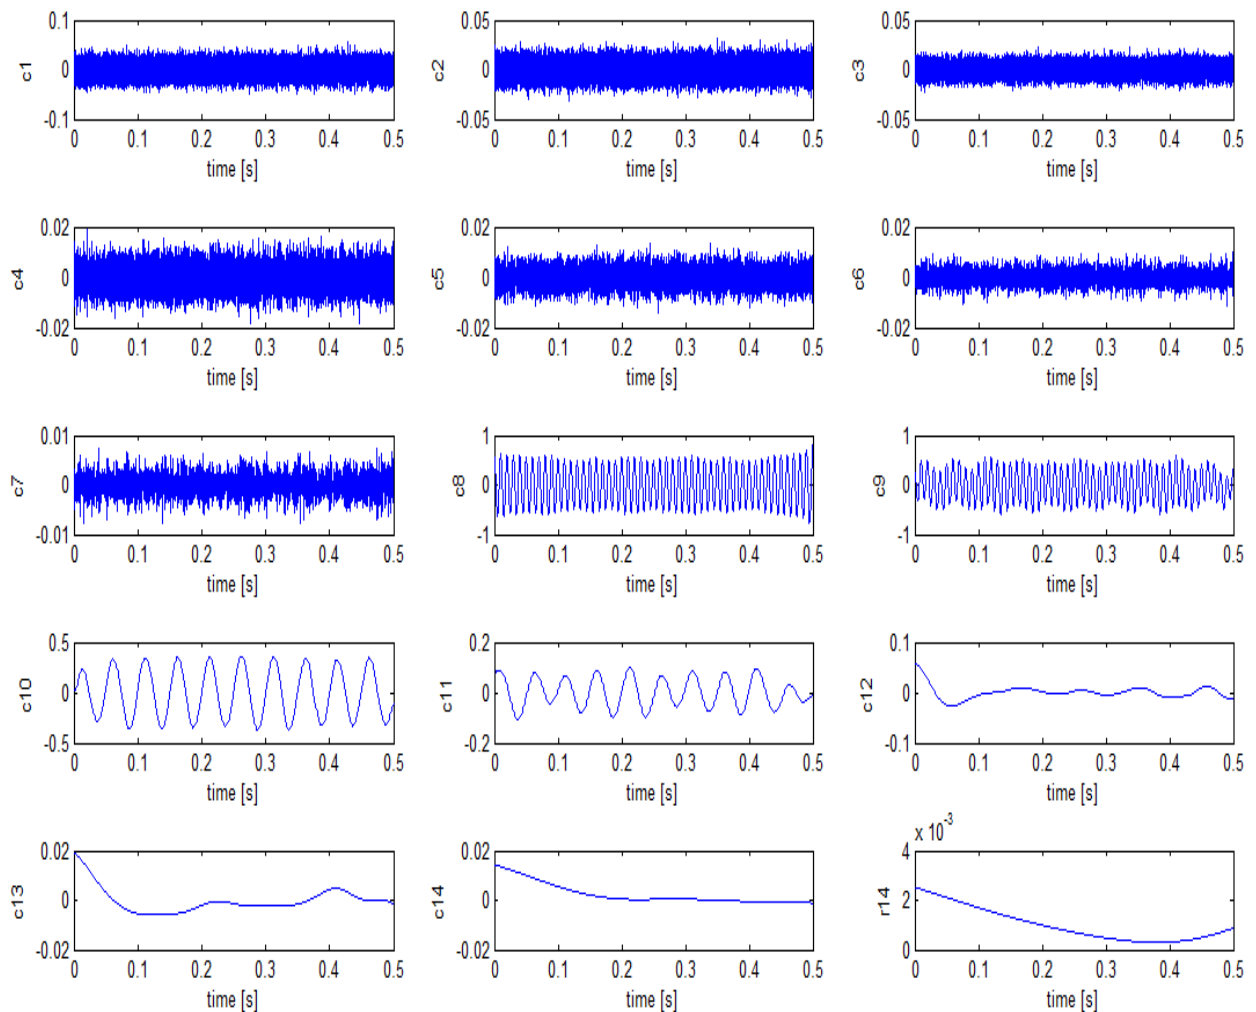 0.1 0.05 0.05
c1 0 c2 0 c3 0
-0.1 -0.05 -0.05
0 0.1 0.2 0.3 0.4 0.5 0 0.1 0.2 0.3 0.4 0.5 0 0.1 0.2 0.3 0.4 0.5
time [s] time [s] time [s]
0.02 0.02 0.02
c4 0 c5 0 c6 0
-0.02 -0.02 -0.02
0 0.1 0.2 0.3 0.4 0.5 0 0.1 0.2 0.3 0.4 0.5 0 0.1 0.2 0.3 0.4 0.5
time [s] time [s] time [s]
0.01 1 1
c7 0 c8 0 c9 0
-0.01 -1 -1
0 0.1 0.2 0.3 0.4 0.5 0 0.1 0.2 0.3 0.4 0.5 0 0.1 0.2 0.3 0.4 0.5
time [s] time [s] time [s]
0.5 0.2 0.1
c10 0 c11 0 c12 0
-0.5 -0.2 -0.1
0 0.1 0.2 0.3 0.4 0.5 0 0.1 0.2 0.3 0.4 0.5 0 0.1 0.2 0.3 0.4 0.5
time [s] time [s] time [s]
x 10^-3
0.02 0.02 4
c13 0 c14 0 r14 2
-0.02 -0.02 0
0 0.1 0.2 0.3 0.4 0.5 0 0.1 0.2 0.3 0.4 0.5 0 0.1 0.2 0.3 0.4 0.5
time [s] time [s] time [s]